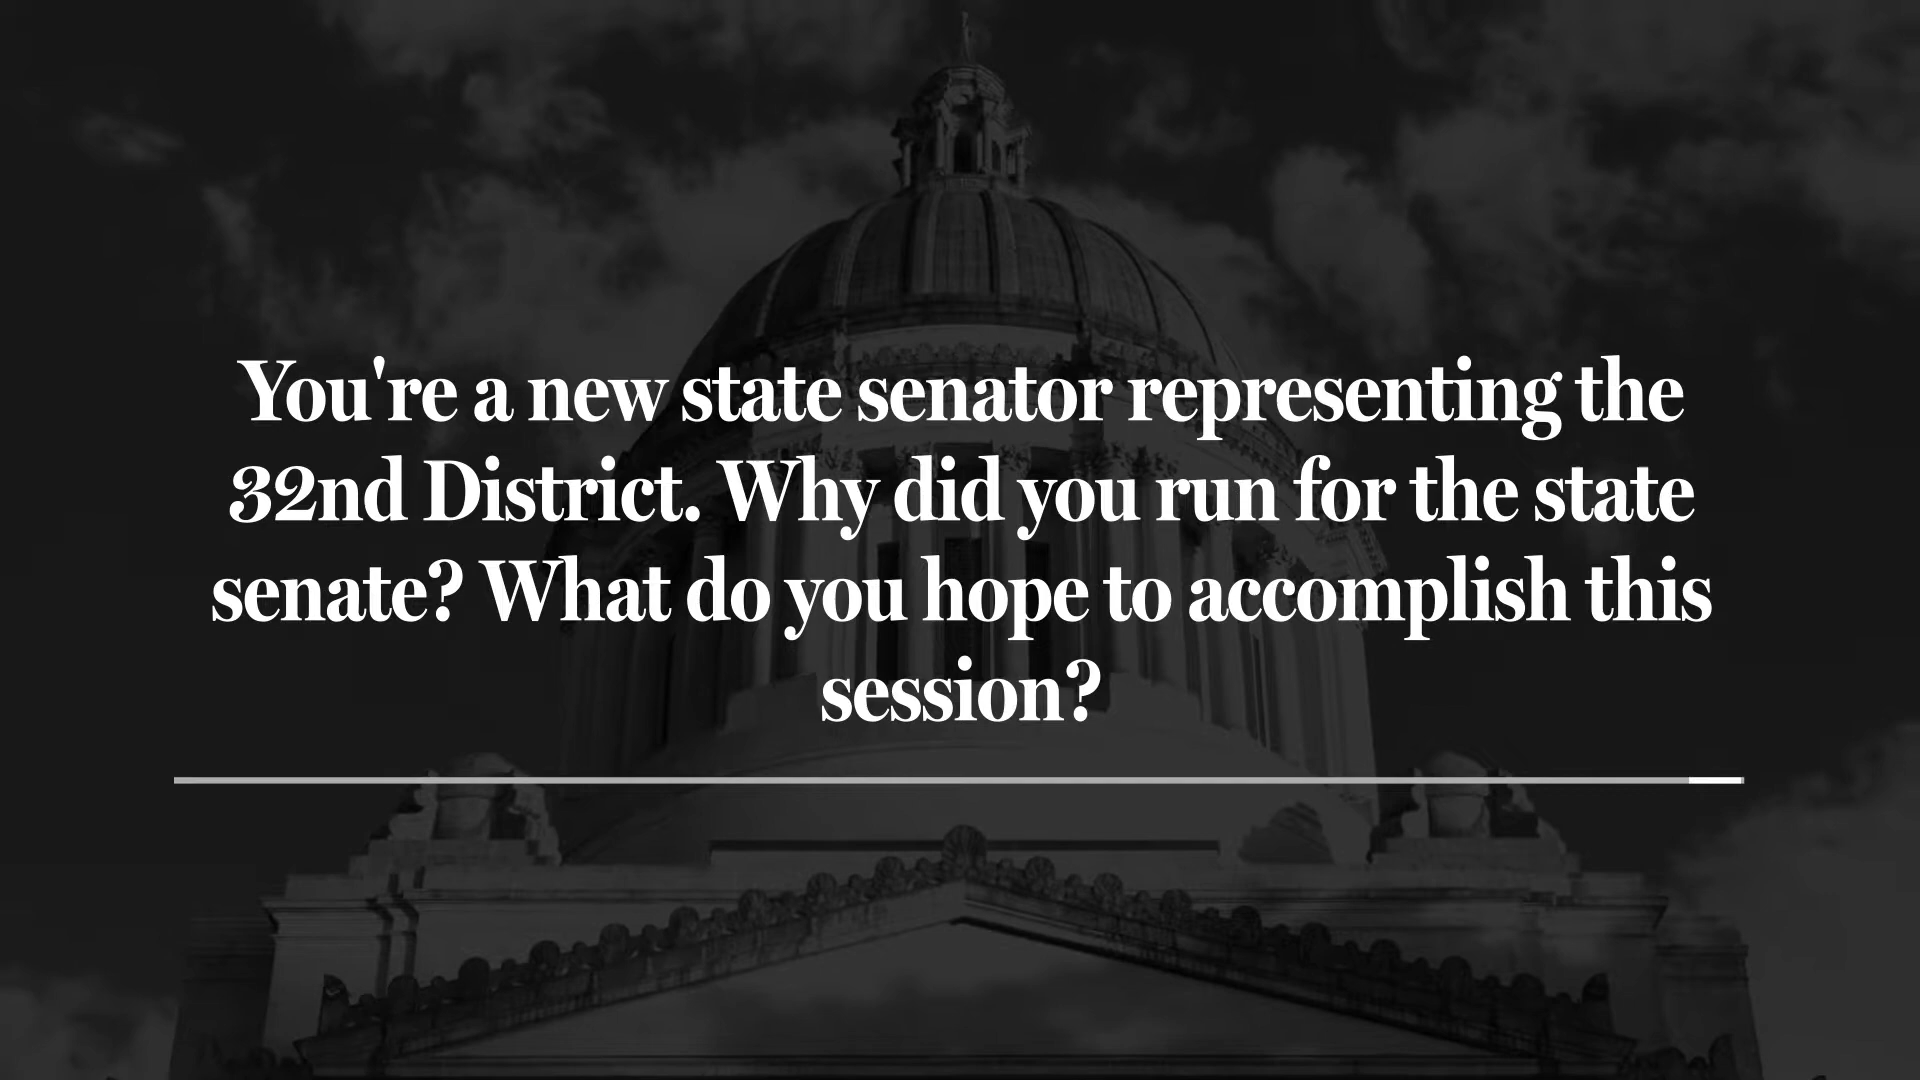 You're a new state senator representing the
32nd District. Why did you run for the state
senate? What do you hope to accomplish this
session?